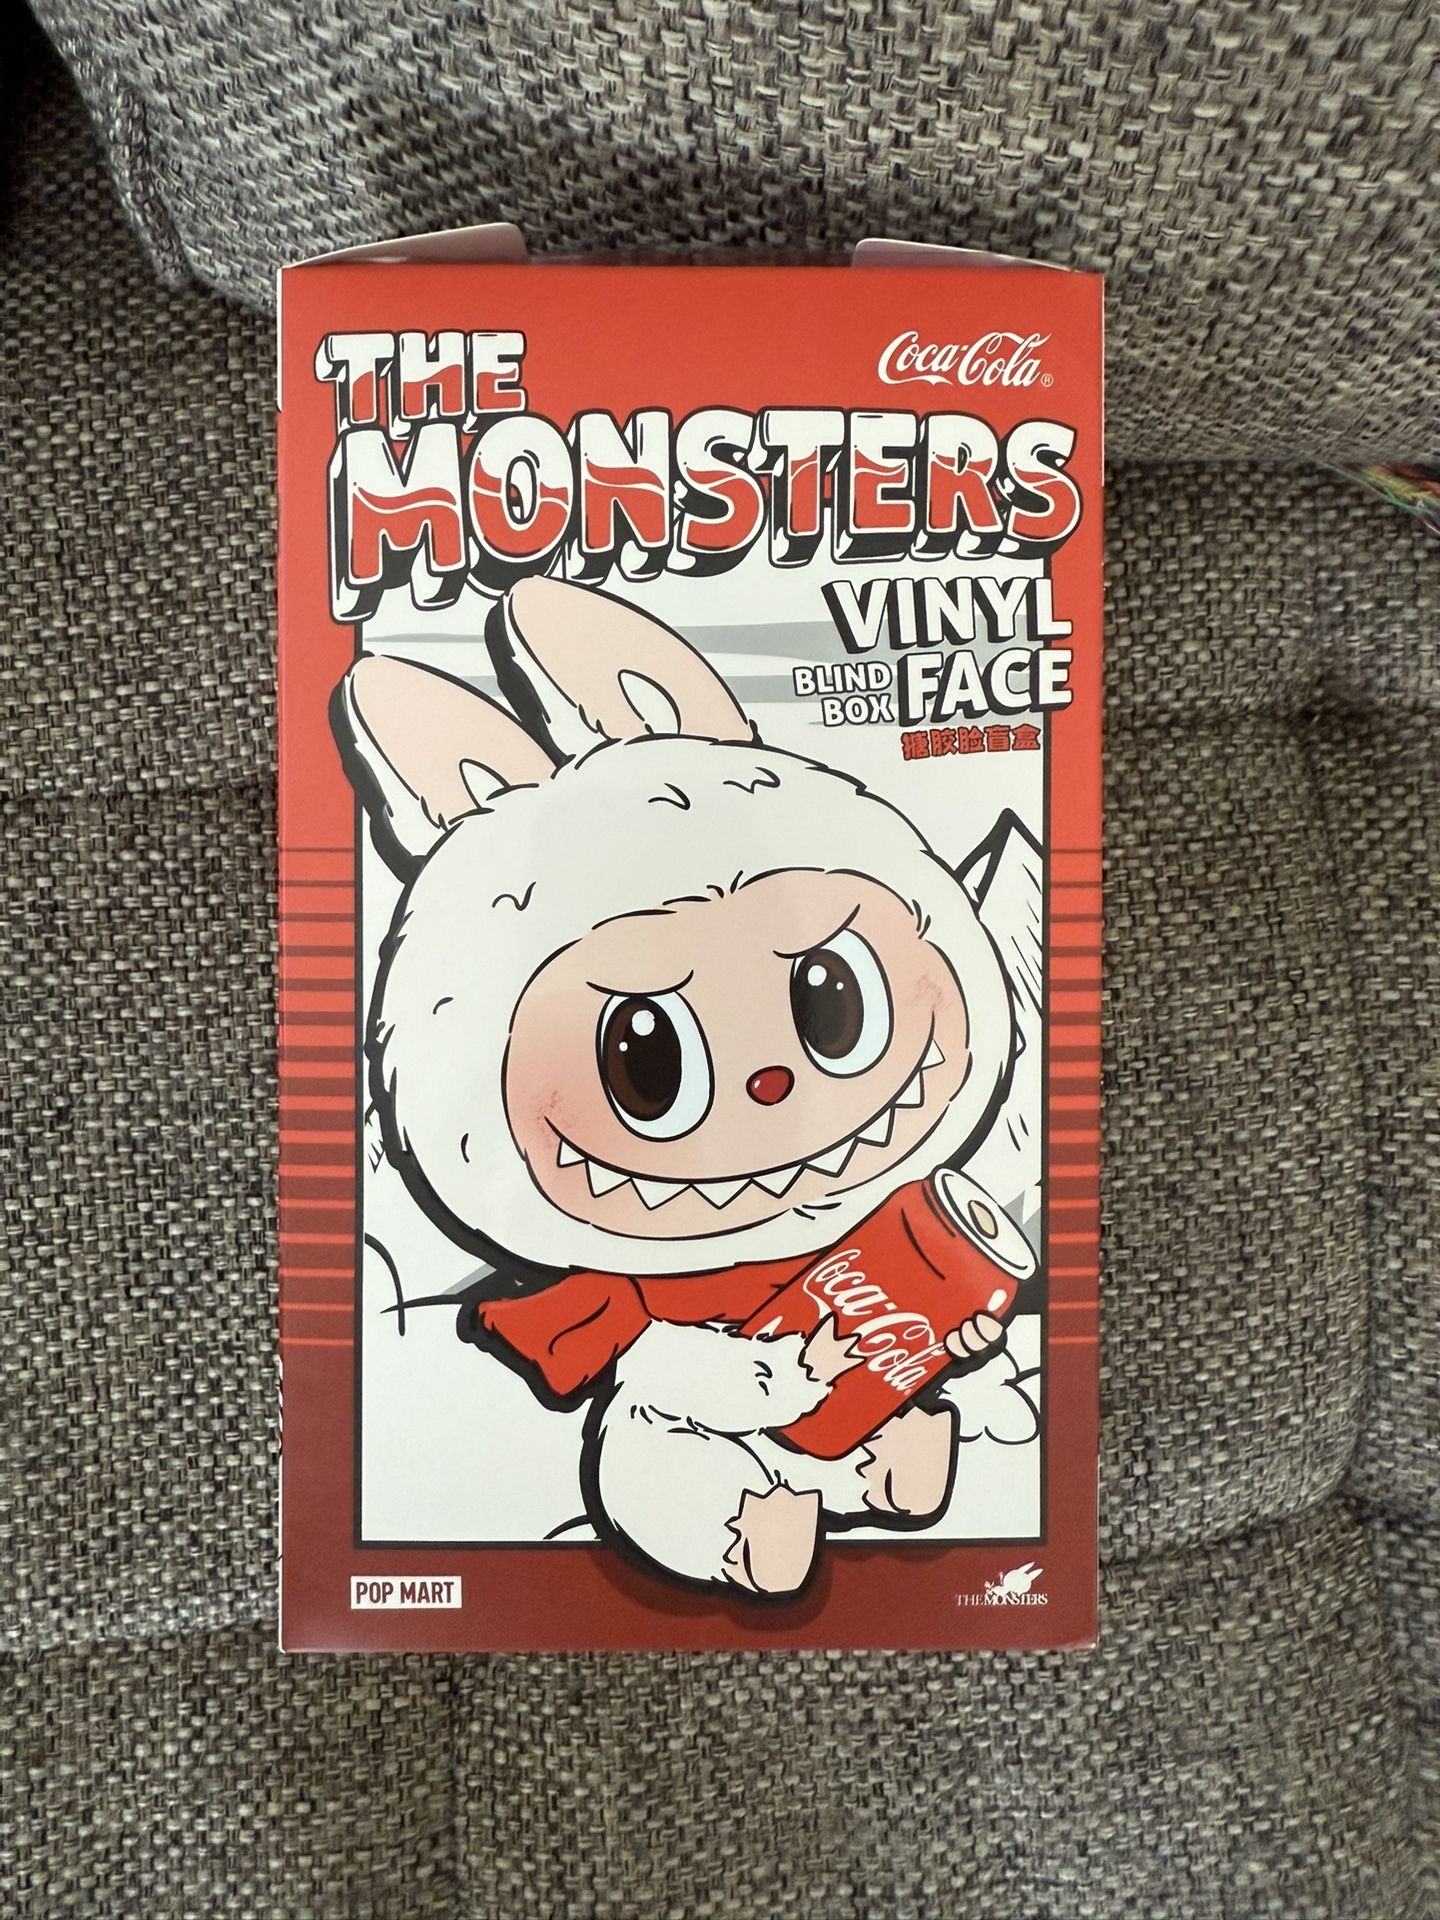 THE
Coca-Cola®
MONSTERS
VINYL
BLIND BOX FACE
搪胶脸盲盒
Coca-Cola
POP MART
THE MONSTERS